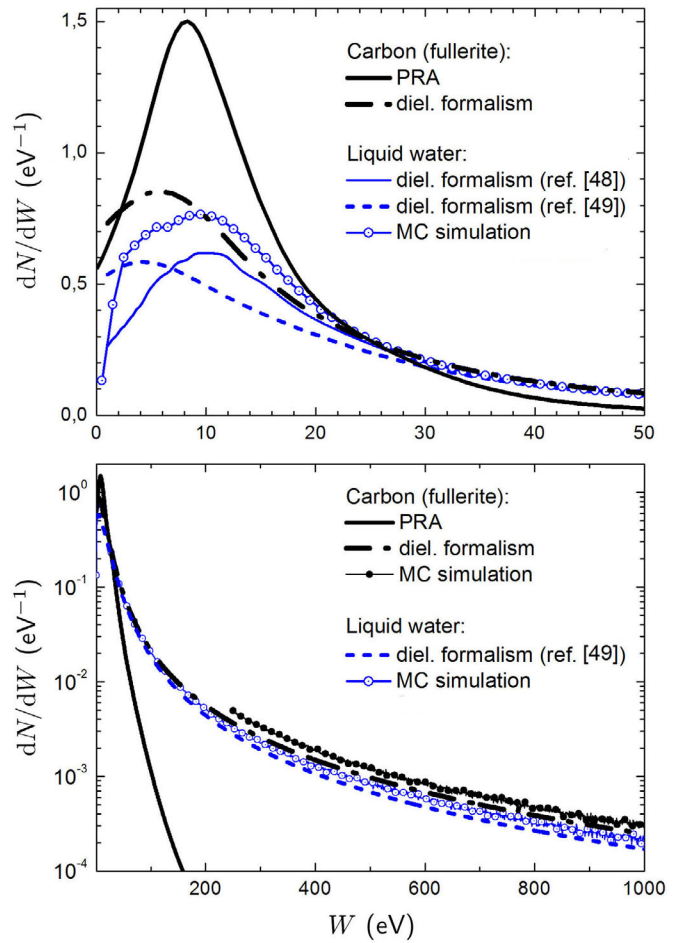 1,5
1,0
0,5
0,0
dN/dW (eV⁻¹)
Carbon (fullerite):
PRA
diel. formalism
Liquid water:
diel. formalism (ref. [48])
diel. formalism (ref. [49])
MC simulation
0 10 20 30 40 50
10⁰
10⁻¹
10⁻²
10⁻³
10⁻⁴
dN/dW (eV⁻¹)
Carbon (fullerite):
PRA
diel. formalism
MC simulation
Liquid water:
diel. formalism (ref. [49])
MC simulation
200 400 600 800 1000
W (eV)